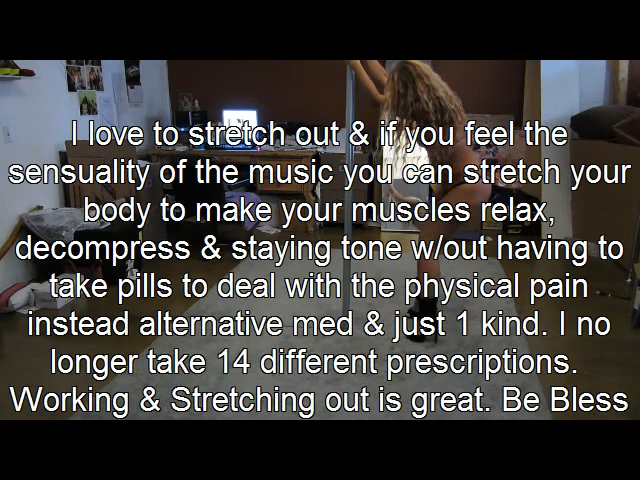 I love to stretch out & if you feel the
sensuality of the music you can stretch your
body to make your muscles relax,
decompress & staying tone w/out having to
take pills to deal with the physical pain
instead alternative med & just 1 kind. I no
longer take 14 different prescriptions.
Working & Stretching out is great. Be Bless